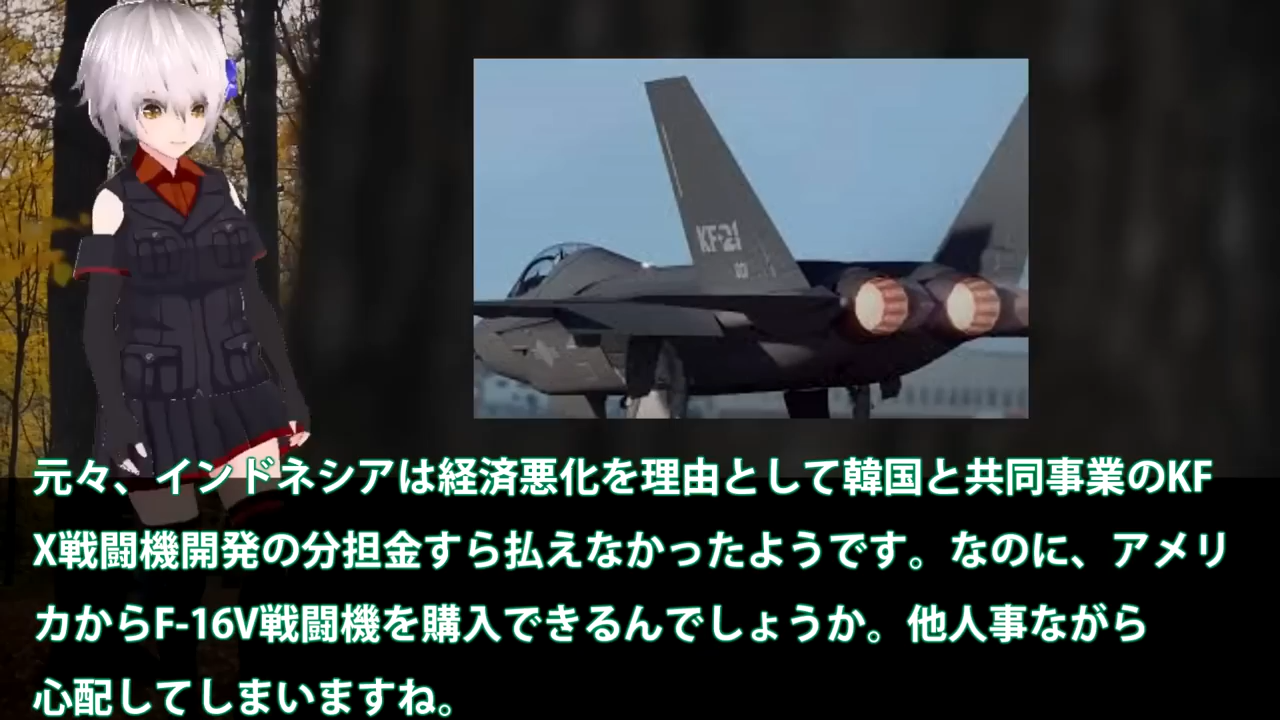 KF-21
001
元々、インドネシアは経済悪化を理由として韓国と共同事業のKF
X戦闘機開発の分担金すら払えなかったようです。なのに、アメリ
カからF-16V戦闘機を購入できるんでしょうか。他人事ながら
心配してしまいますね。